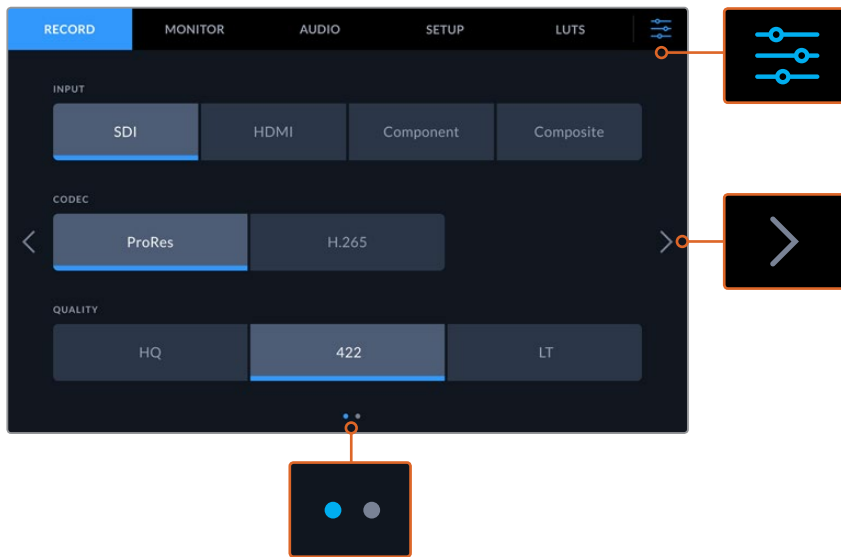 RECORD MONITOR AUDIO SETUP LUTS
INPUT
SDI HDMI Component Composite
CODEC
ProRes H.265
QUALITY
HQ 422 LT